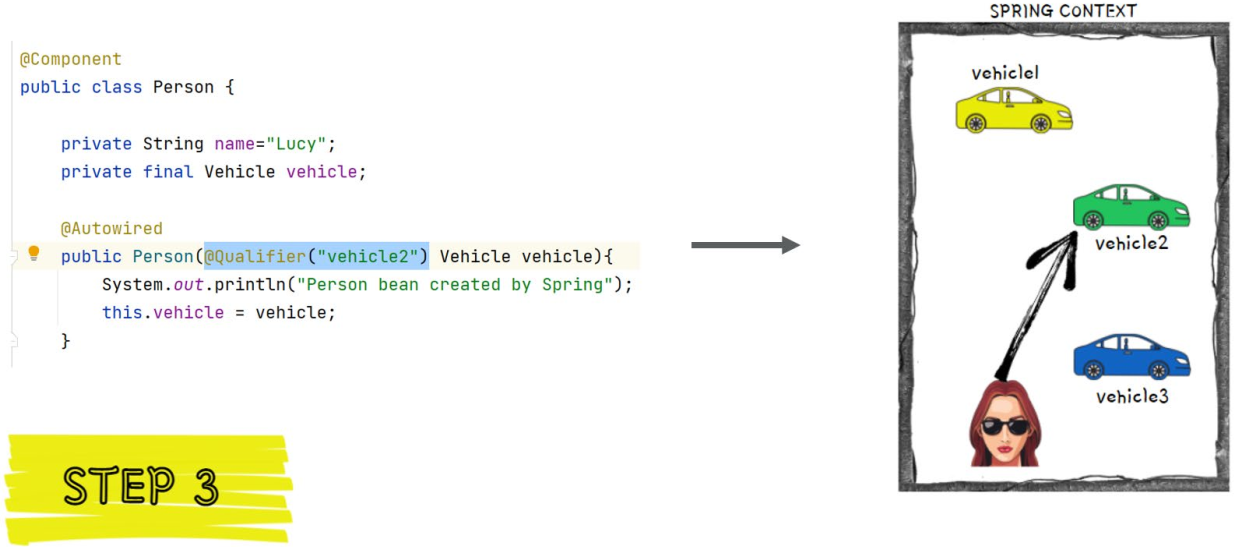 @Component
public class Person {
private String name="Lucy";
private final Vehicle vehicle;
@Autowired
public Person(@Qualifier("vehicle2") Vehicle vehicle){
System.out.println("Person bean created by Spring");
this.vehicle = vehicle;
}
STEP 3
SPRING CONTEXT
vehicle1
vehicle2
vehicle3